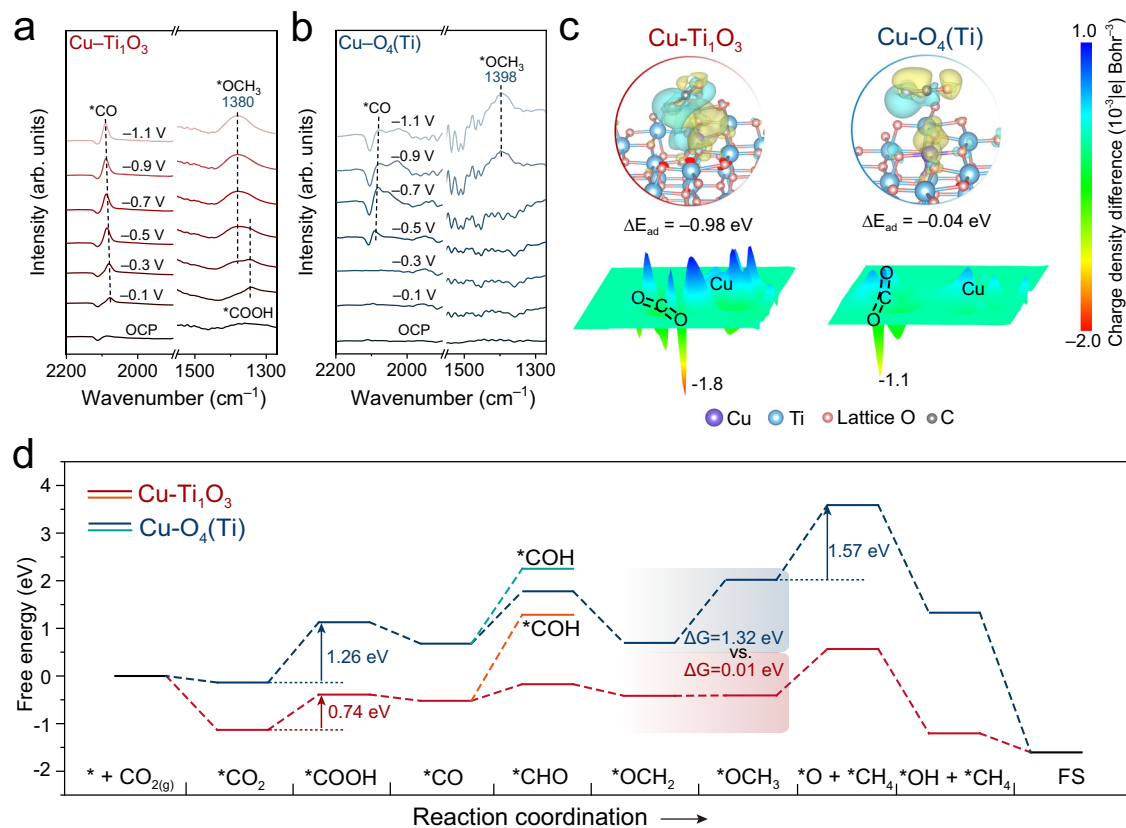 a
Cu–Ti₁O₃
*CO
*OCH₃
1380
–1.1 V
–0.9 V
–0.7 V
–0.5 V
–0.3 V
–0.1 V
*COOH
OCP
Intensity (arb. units)
2200 2000 1500 1300
Wavenumber (cm⁻¹)
b
Cu–O₄(Ti)
*OCH₃
1398
*CO
–1.1 V
–0.9 V
–0.7 V
–0.5 V
–0.3 V
–0.1 V
OCP
Intensity (arb. units)
2200 2000 1500 1300
Wavenumber (cm⁻¹)
c
Cu-Ti₁O₃ Cu-O₄(Ti)
ΔE_ad = –0.98 eV ΔE_ad = –0.04 eV
Cu
O=C=O
-1.8
Cu
O=C=O
-1.1
Cu Ti Lattice O C
1.0
–2.0
Charge density difference (10⁻³|e| Bohr⁻³)
d
Cu-Ti₁O₃
Cu-O₄(Ti)
Free energy (eV)
4
3
2
1
0
-1
-2
1.26 eV
0.74 eV
*COH
*COH
ΔG=1.32 eV
vs.
ΔG=0.01 eV
1.57 eV
* + CO₂₍g₎ *CO₂ *COOH *CO *CHO *OCH₂ *OCH₃ *O + *CH₄ *OH + *CH₄ FS
Reaction coordination →